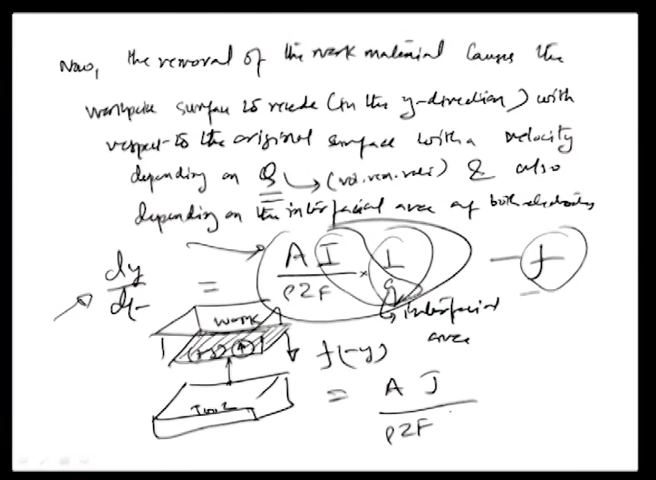 Now, the removal of the work material causes the
workpiece surface to recede (in the y-direction) with
respect to the original surface with a velocity
depending on Q → (vol. rem. rate) & also
depending on the interfacial area of both electrodes
dy/dt = A I / ρZF × 1/a - f
interfacial
area
work
f(-y)
Tool
= A J / ρZF